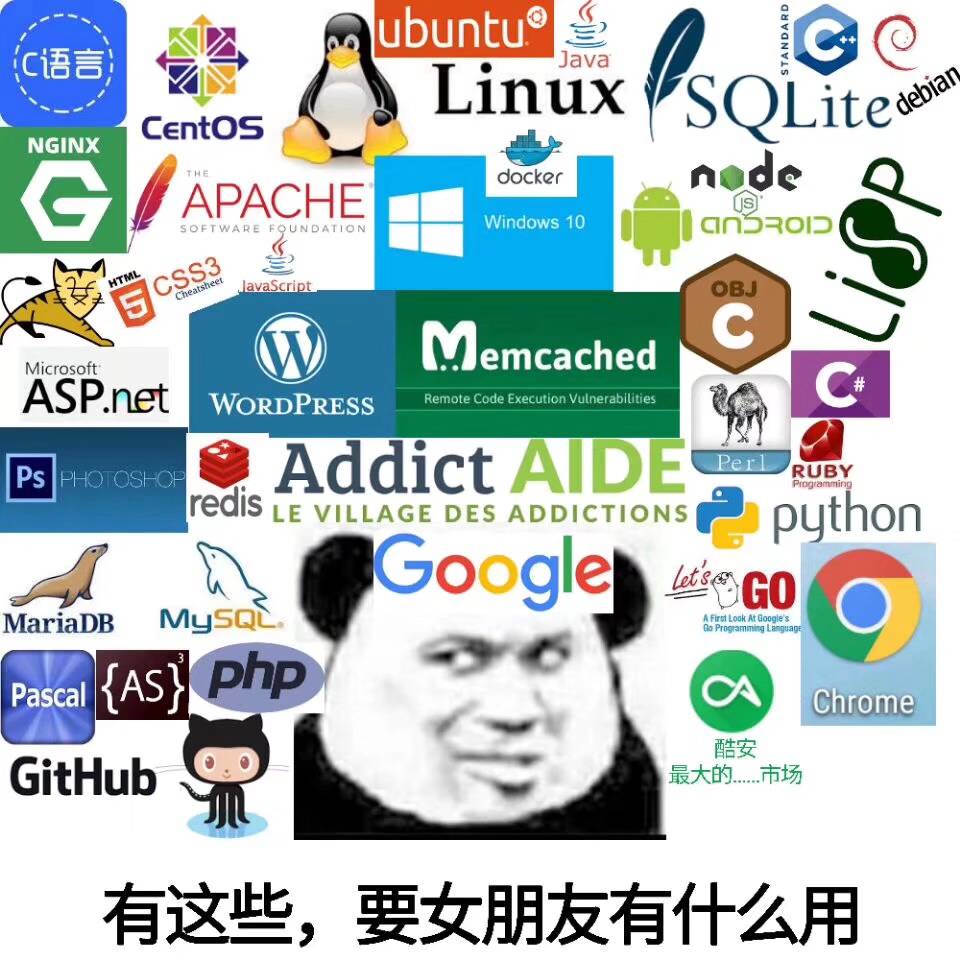 C语言
CentOS
ubuntu
Linux
Java
SQLite
STANDARD
C++
debian
NGINX
G
THE
APACHE
SOFTWARE FOUNDATION
docker
Windows 10
node
JS
ANDROID
LISP
HTML
5
CSS3
Cheatsheet
JavaScript
OBJ
C
Microsoft
ASP.net
W
WORDPRESS
Memcached
Remote Code Execution Vulnerabilities
C#
Perl
RUBY
Programming
Ps
PHOTOSHOP
redis
Addict AIDE
LE VILLAGE DES ADDICTIONS
python
Google
MariaDB
MySQL
Let's GO
A First Look At Google's
Go Programming Language
Chrome
Pascal
{AS}3
php
酷安
最大的......市场
GitHub
有这些，要女朋友有什么用